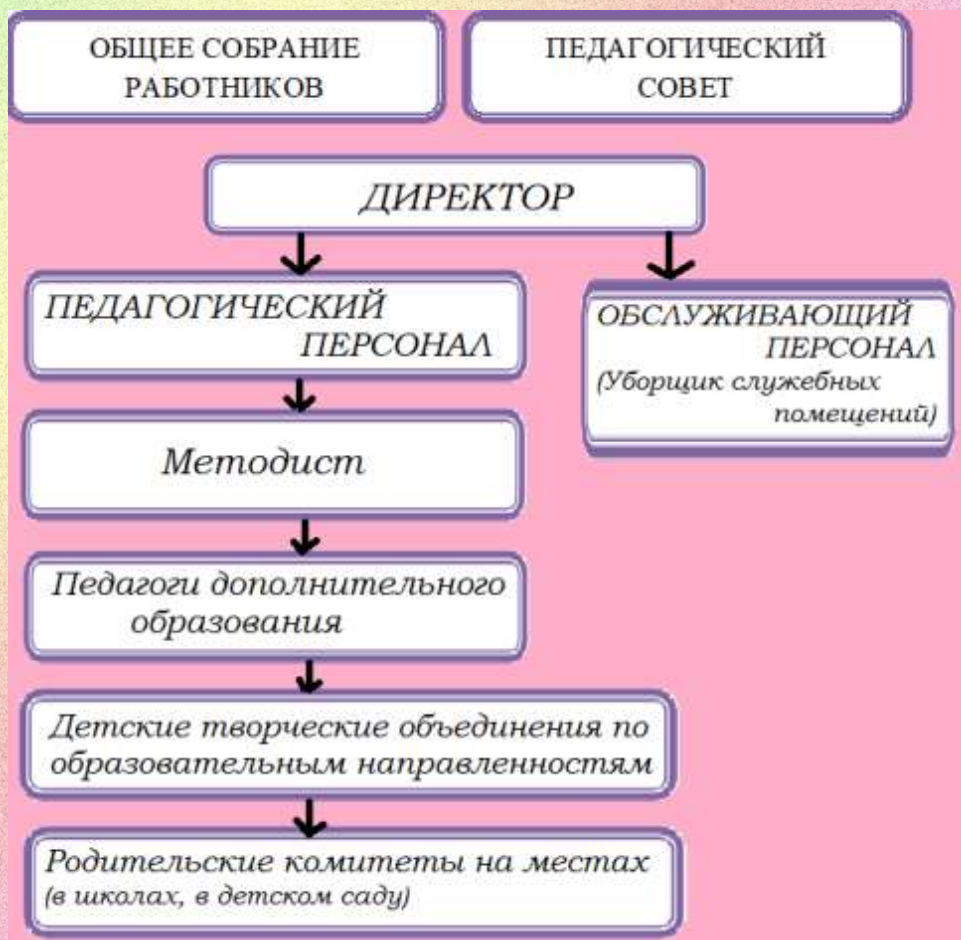 ОБЩЕЕ СОБРАНИЕ
РАБОТНИКОВ
ПЕДАГОГИЧЕСКИЙ
СОВЕТ
ДИРЕКТОР
ПЕДАГОГИЧЕСКИЙ
ПЕРСОНАЛ
ОБСЛУЖИВАЮЩИЙ
ПЕРСОНАЛ
(Уборщик служебных
помещений)
Методист
Педагоги дополнительного
образования
Детские творческие объединения по
образовательным направленностям
Родительские комитеты на местах
(в школах, в детском саду)